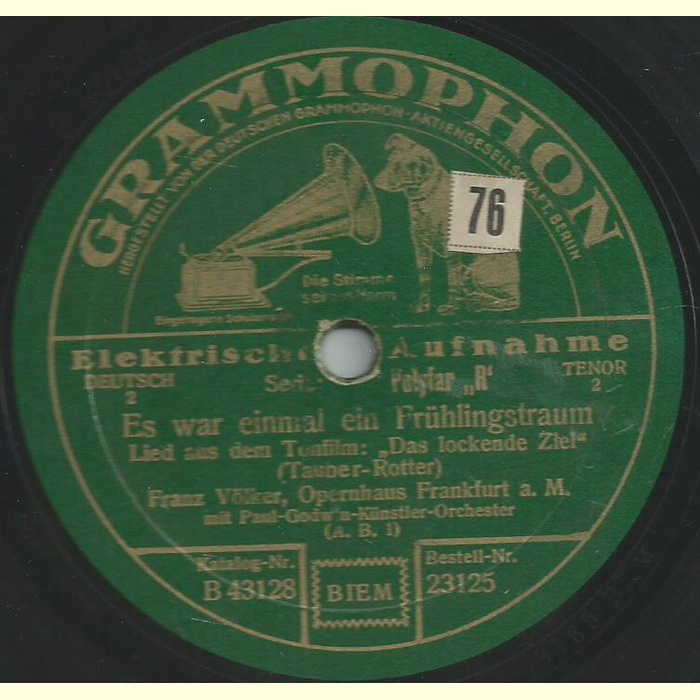 GRAMMOPHON
HERGESTELLT VON DER DEUTSCHEN GRAMMOPHON-AKTIENGESELLSCHAFT, BERLIN
76
Die Stimme
Elektrische Aufnahme
DEUTSCH
2
Serie: Polyfar „R“
TENOR
2
Es war einmal ein Frühlingstraum
Lied aus dem Tonfilm: „Das lockende Ziel“
(Tauber-Rotter)
Franz Völker, Opernhaus Frankfurt a. M.
mit Paul-Godwin-Künstler-Orchester
(A. B. 1)
Katalog-Nr.
B 43128
BIEM
Bestell-Nr.
23125